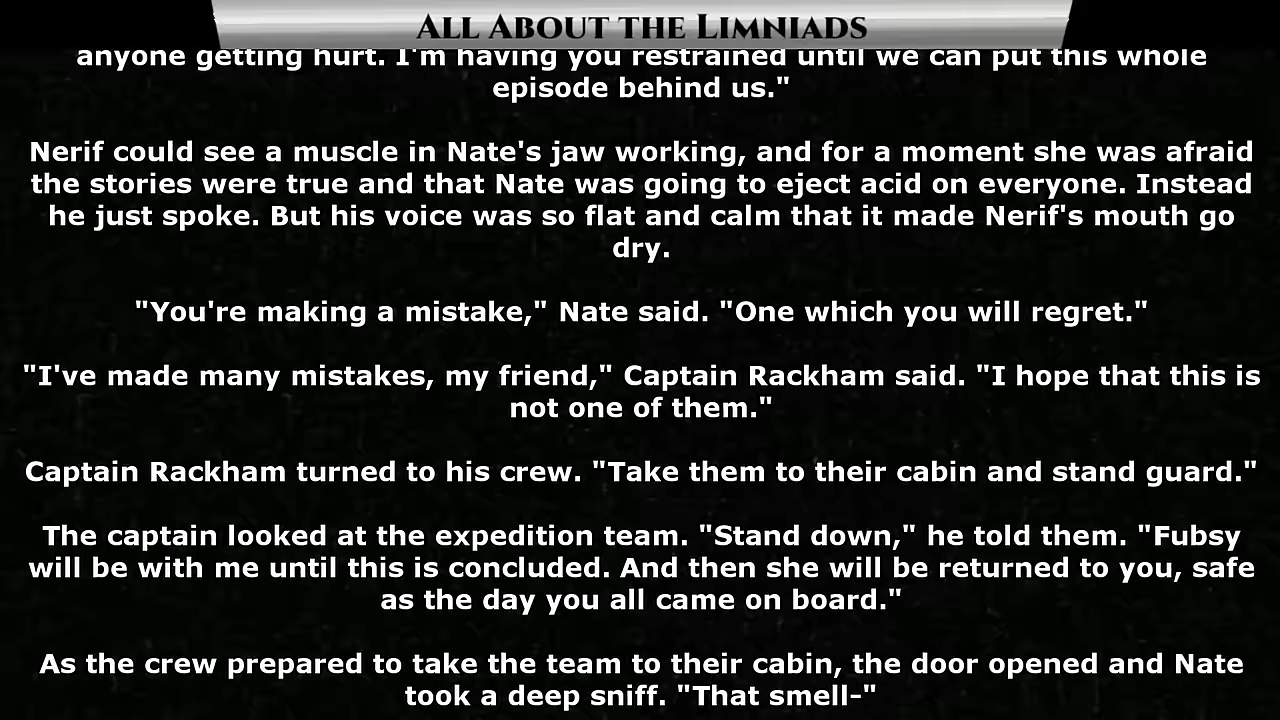 All About the Limniads
anyone getting hurt. I'm having you restrained until we can put this whole
episode behind us."
Nerif could see a muscle in Nate's jaw working, and for a moment she was afraid
the stories were true and that Nate was going to eject acid on everyone. Instead
he just spoke. But his voice was so flat and calm that it made Nerif's mouth go
dry.
"You're making a mistake," Nate said. "One which you will regret."
"I've made many mistakes, my friend," Captain Rackham said. "I hope that this is
not one of them."
Captain Rackham turned to his crew. "Take them to their cabin and stand guard."
The captain looked at the expedition team. "Stand down," he told them. "Fubsy
will be with me until this is concluded. And then she will be returned to you, safe
as the day you all came on board."
As the crew prepared to take the team to their cabin, the door opened and Nate
took a deep sniff. "That smell-"